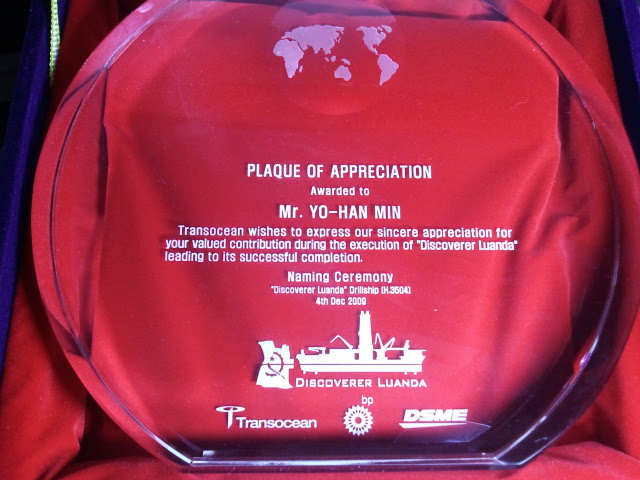 PLAQUE OF APPRECIATION
Awarded to
Mr. YO-HAN MIN
Transocean wishes to express our sincere appreciation for
your valued contribution during the execution of "Discoverer Luanda"
leading to its successful completion.
Naming Ceremony
"Discoverer Luanda" Drillship (H.3504)
4th Dec 2009
DISCOVERER LUANDA
Transocean
bp
DSME